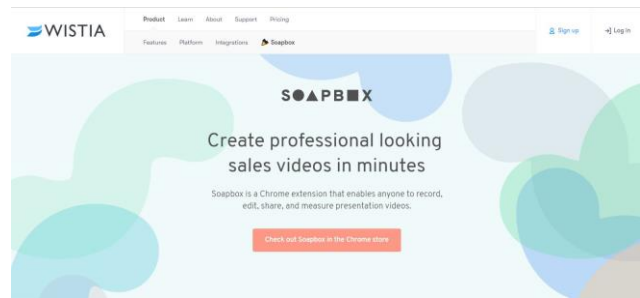 WISTIA
Product Learn About Support Pricing
Features Platform Integrations Soapbox
Sign up
Log in
SOAPBOX
Create professional looking
sales videos in minutes
Soapbox is a Chrome extension that enables anyone to record,
edit, share, and measure presentation videos.
Check out Soapbox in the Chrome store